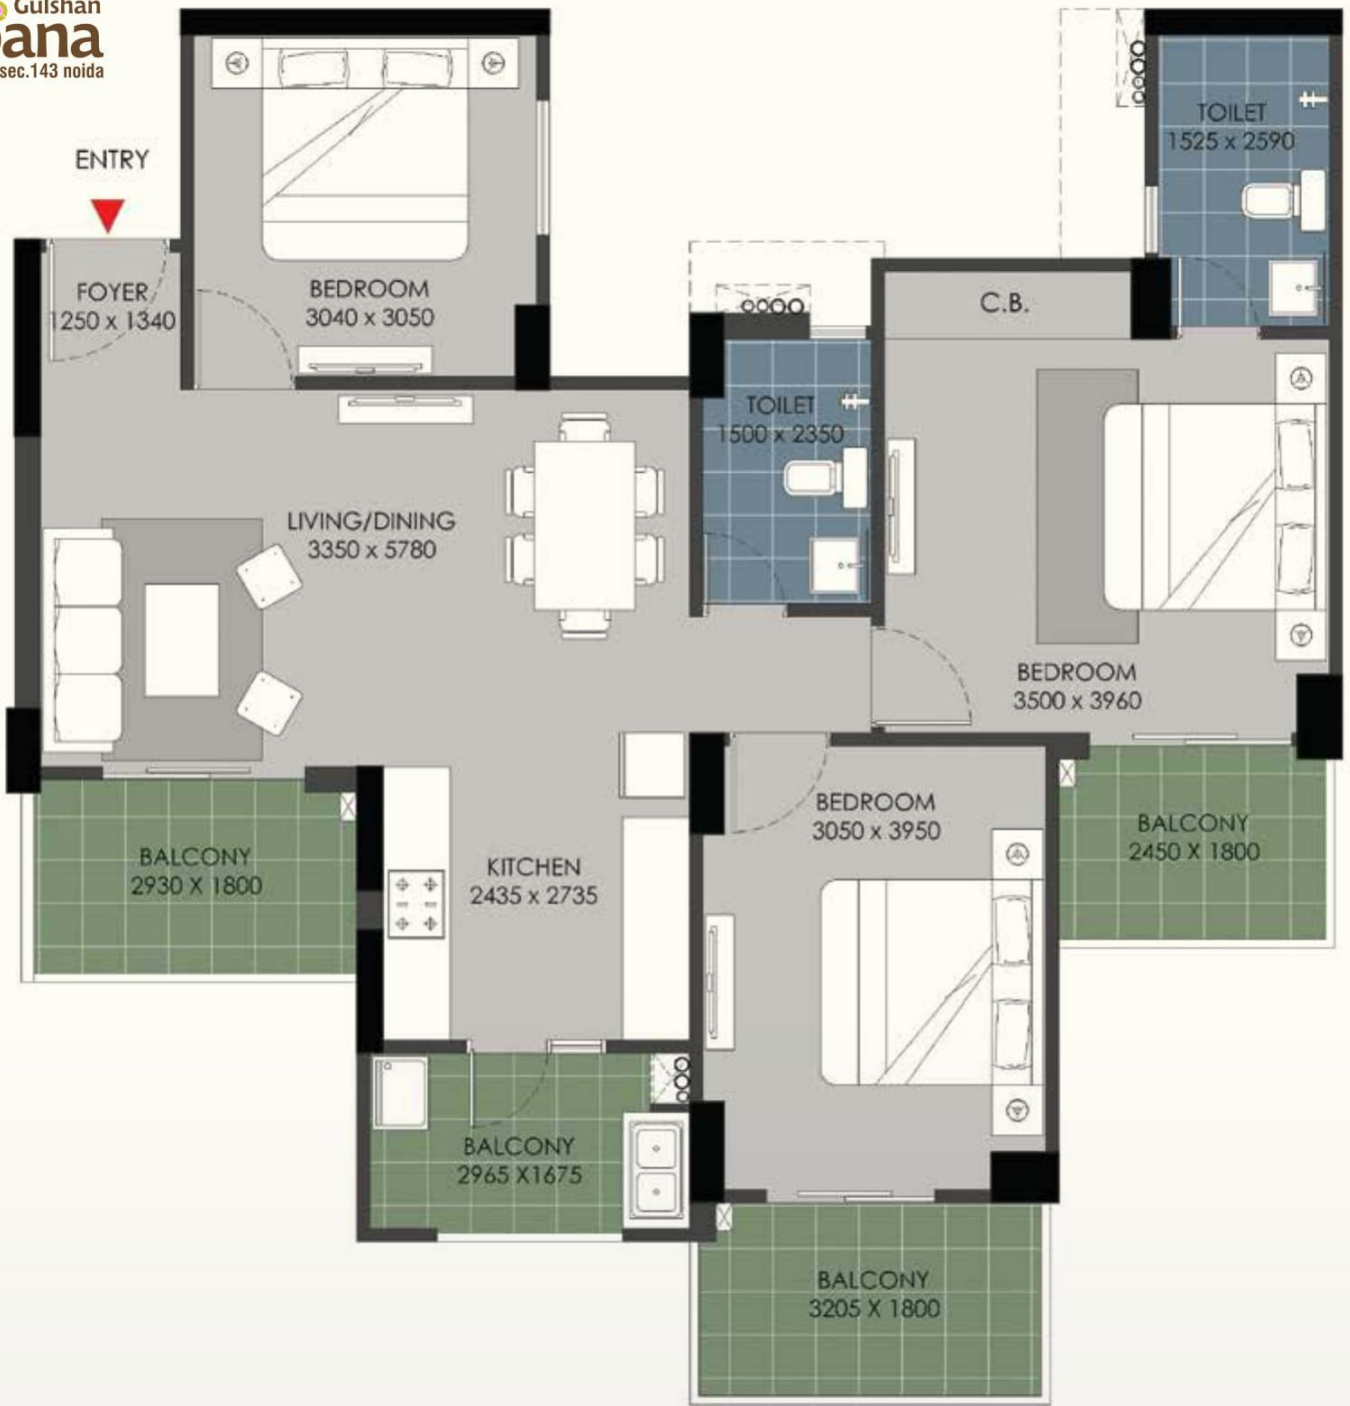 Gulshan
sec.143 noida
ENTRY
FOYER
1250 x 1340
BEDROOM
3040 x 3050
TOILET
1525 x 2590
C.B.
TOILET
1500 x 2350
LIVING/DINING
3350 x 5780
BEDROOM
3500 x 3960
BEDROOM
3050 x 3950
BALCONY
2450 X 1800
BALCONY
2930 X 1800
KITCHEN
2435 x 2735
BALCONY
2965 X1675
BALCONY
3205 X 1800